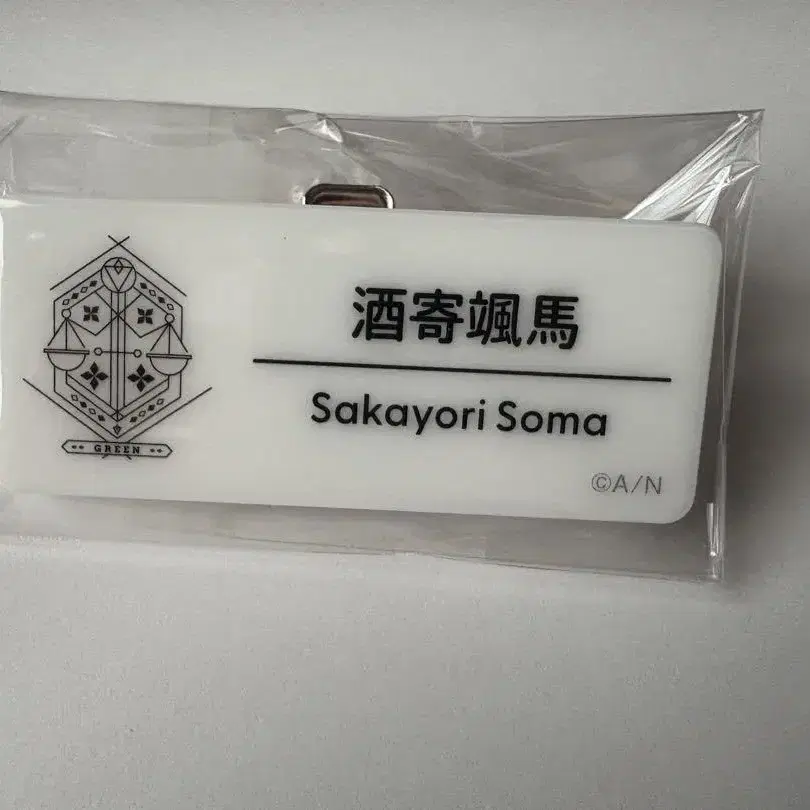 酒寄颯馬
Sakayori Soma
GREEN
©A/N